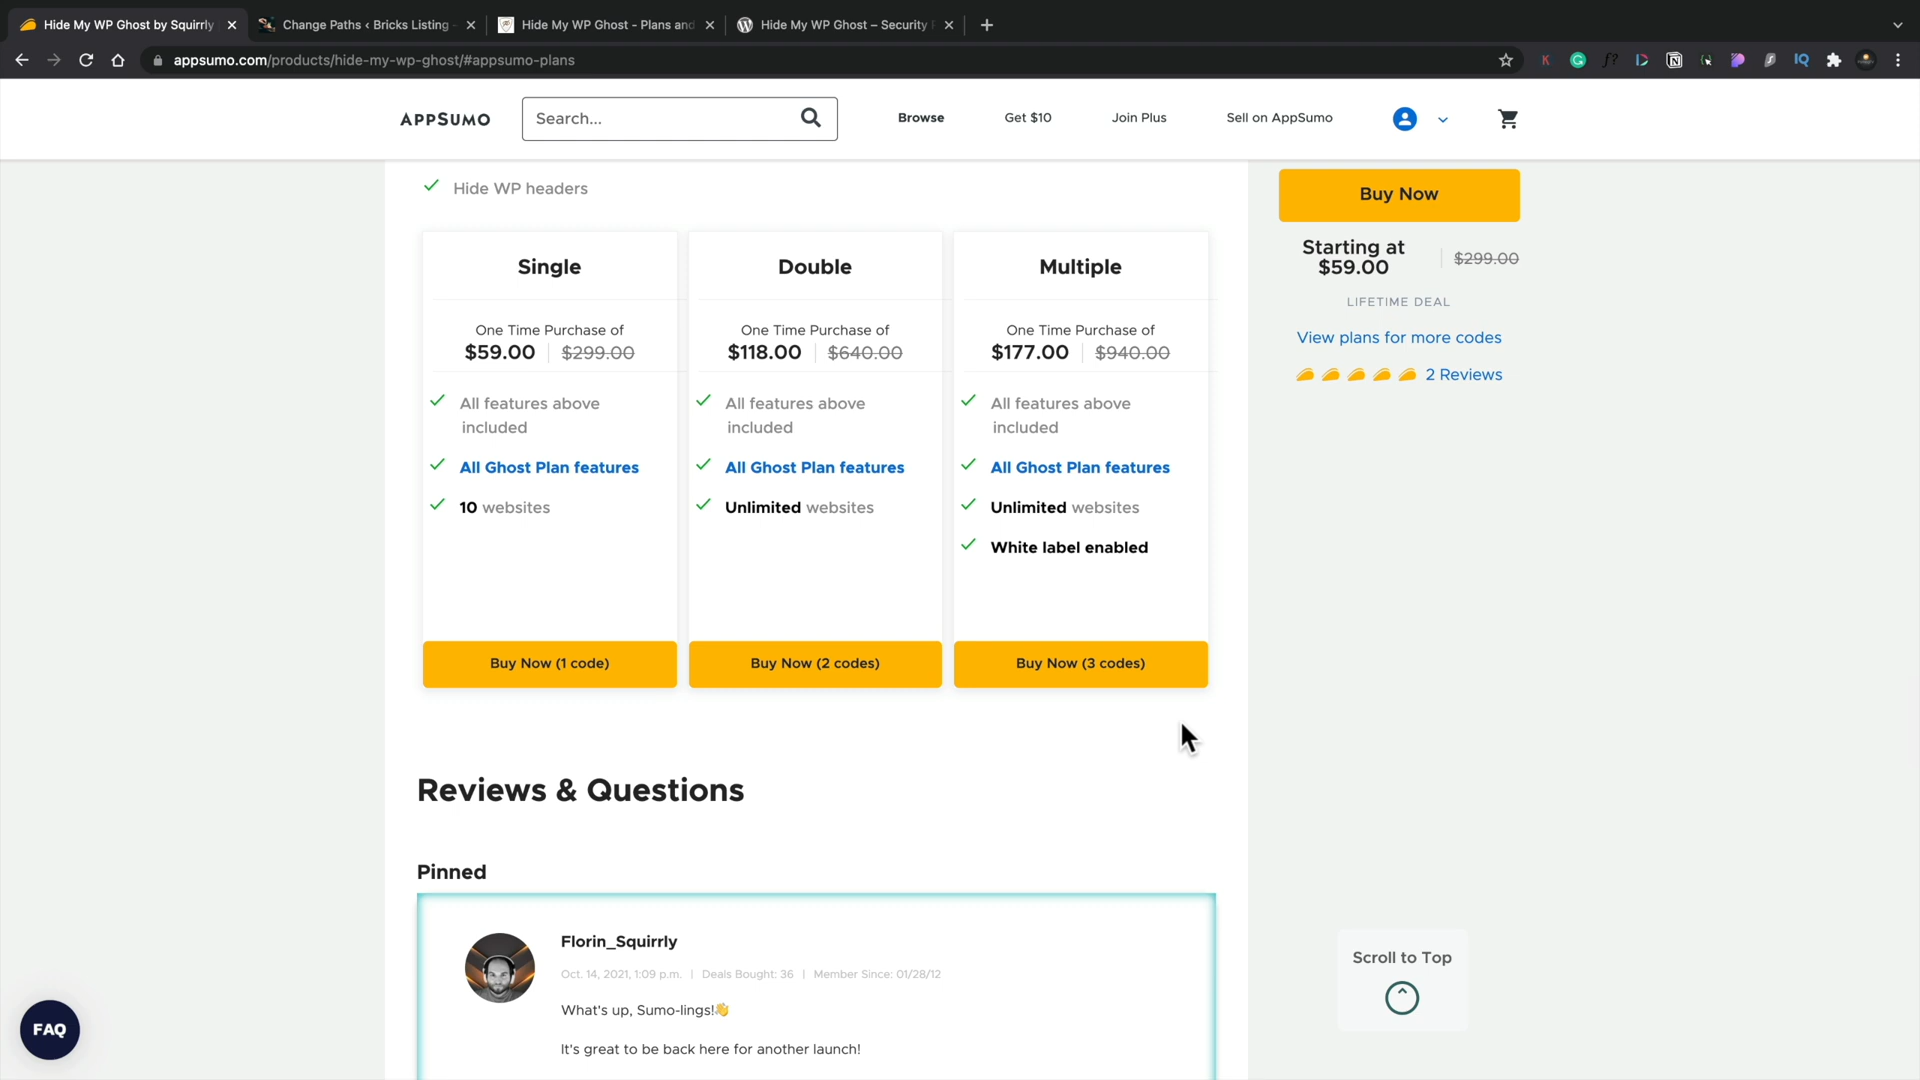 Hide My WP Ghost by Squirrly
Change Paths ‹ Bricks Listing -
Hide My WP Ghost - Plans and
Hide My WP Ghost – Security P
appsumo.com/products/hide-my-wp-ghost/#appsumo-plans
APPSUMO
Search...
Browse
Get $10
Join Plus
Sell on AppSumo
Hide WP headers
Buy Now
Starting at
$59.00
$299.00
LIFETIME DEAL
View plans for more codes
2 Reviews
Single
One Time Purchase of
$59.00 $299.00
All features above
included
All Ghost Plan features
10 websites
Buy Now (1 code)
Double
One Time Purchase of
$118.00 $640.00
All features above
included
All Ghost Plan features
Unlimited websites
Buy Now (2 codes)
Multiple
One Time Purchase of
$177.00 $940.00
All features above
included
All Ghost Plan features
Unlimited websites
White label enabled
Buy Now (3 codes)
Reviews & Questions
Pinned
Florin_Squirrly
Oct. 14, 2021, 1:09 p.m. | Deals Bought: 36 | Member Since: 01/28/12
What's up, Sumo-lings!👋
It's great to be back here for another launch!
Scroll to Top
FAQ